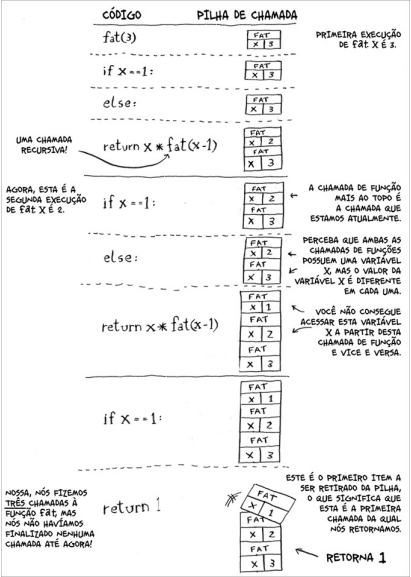 CÓDIGO PILHA DE CHAMADA
fat(3)
FAT
X 3
PRIMEIRA EXECUÇÃO
DE fat X É 3.
if x==1:
FAT
X 3
else:
FAT
X 3
UMA CHAMADA
RECURSIVA!
return x*fat(x-1)
FAT
X 2
FAT
X 3
AGORA, ESTA É A
SEGUNDA EXECUÇÃO
DE fat X É 2.
if x==1:
FAT
X 2
FAT
X 3
A CHAMADA DE FUNÇÃO
MAIS AO TOPO É
A CHAMADA QUE
ESTAMOS ATUALMENTE.
else:
FAT
X 2
FAT
X 3
PERCEBA QUE AMBAS AS
CHAMADAS DE FUNÇÕES
POSSUEM UMA VARIÁVEL
X, MAS O VALOR DA
VARIÁVEL X É DIFERENTE
EM CADA UMA.
return x*fat(x-1)
FAT
X 1
FAT
X 2
FAT
X 3
VOCÊ NÃO CONSEGUE
ACESSAR ESTA VARIÁVEL
X A PARTIR DESTA
CHAMADA DE FUNÇÃO
E VICE E VERSA.
if x==1:
FAT
X 1
FAT
X 2
FAT
X 3
NOSSA, NÓS FIZEMOS
TRÊS CHAMADAS À
FUNÇÃO fat, MAS
NÓS NÃO HAVÍAMOS
FINALIZADO NENHUMA
CHAMADA ATÉ AGORA!
return 1
FAT
X 1
FAT
X 2
FAT
X 3
ESTE É O PRIMEIRO ITEM A
SER RETIRADO DA PILHA,
O QUE SIGNIFICA QUE
ESTA É A PRIMEIRA
CHAMADA DA QUAL
NÓS RETORNAMOS.
RETORNA 1